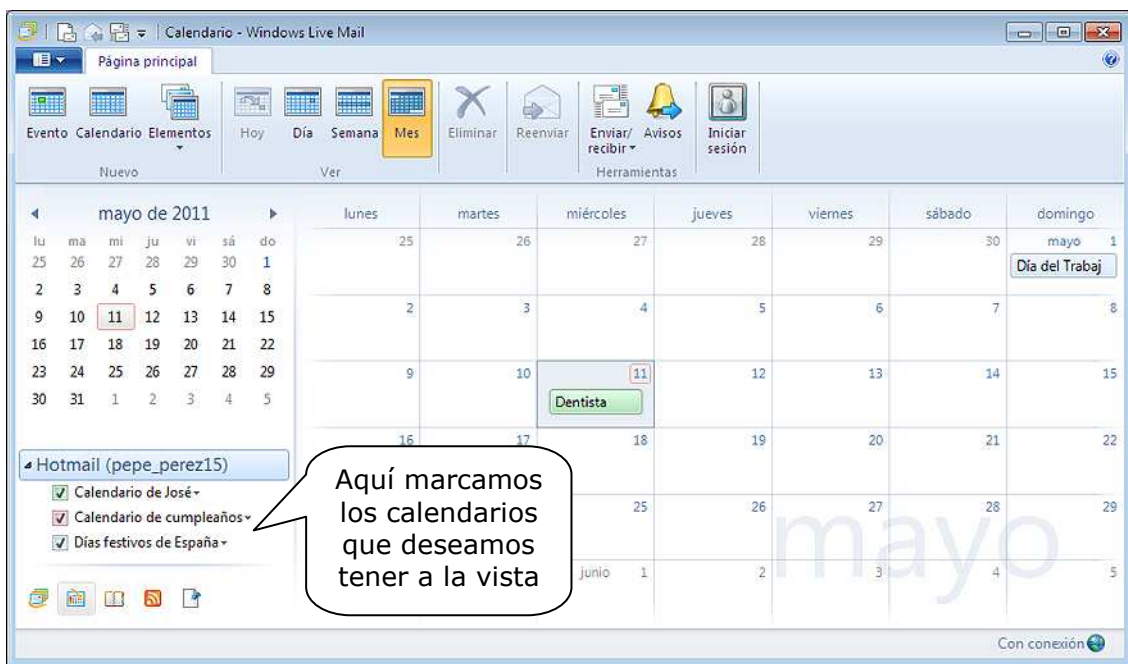 Calendario - Windows Live Mail
Página principal
Evento Calendario Elementos Hoy Día Semana Mes Eliminar Reenviar Enviar/ recibir Avisos Iniciar sesión
Nuevo Ver Herramientas
mayo de 2011
lu ma mi ju vi sá do
25 26 27 28 29 30 1
2 3 4 5 6 7 8
9 10 11 12 13 14 15
16 17 18 19 20 21 22
23 24 25 26 27 28 29
30 31 1 2 3 4 5
Hotmail (pepe_perez15)
Calendario de José
Calendario de cumpleaños
Días festivos de España
Aquí marcamos
los calendarios
que deseamos
tener a la vista
lunes martes miércoles jueves viernes sábado domingo
25 26 27 28 29 30 mayo 1
Día del Trabaj
2 3 4 5 6 7 8
9 10 11 12 13 14 15
Dentista
16 17 18 19 20 21 22
25 26 27 28 29
junio 1 2 3 4 5
mayo
Con conexión